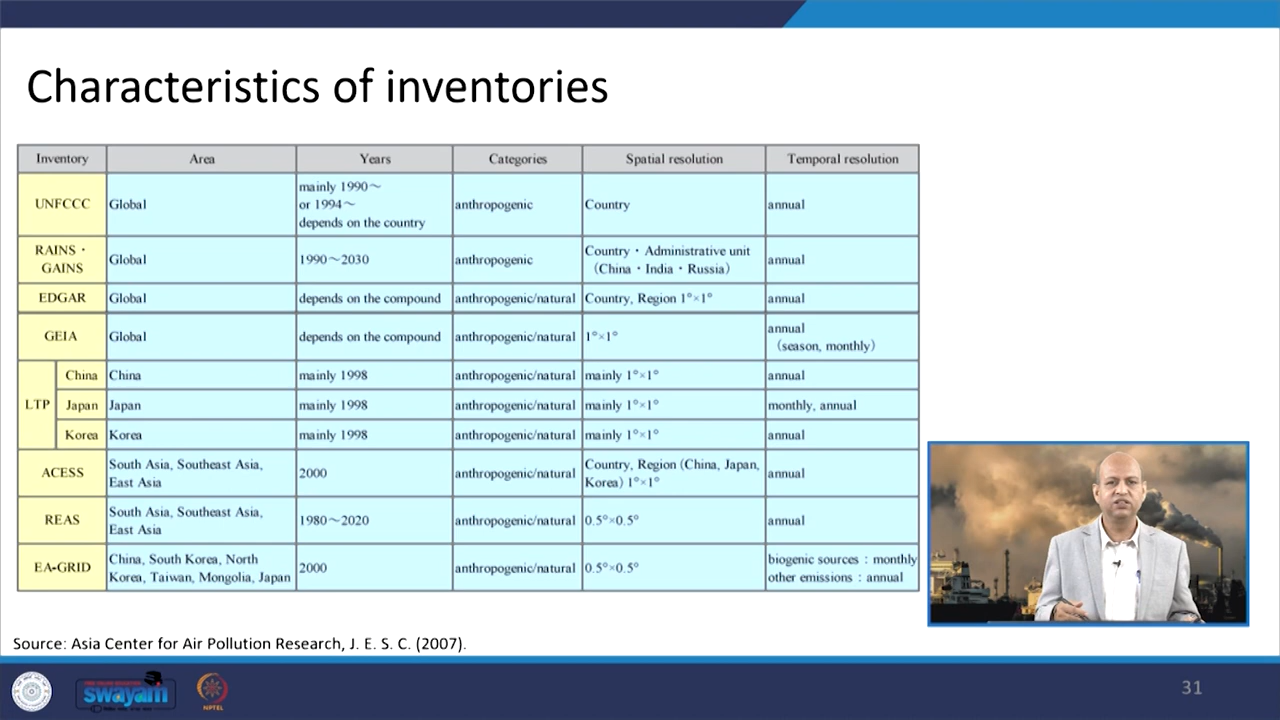 Characteristics of inventories
Inventory Area Years Categories Spatial resolution Temporal resolution
UNFCCC Global mainly 1990～ or 1994～ depends on the country anthropogenic Country annual
RAINS・GAINS Global 1990～2030 anthropogenic Country・Administrative unit （China・India・Russia） annual
EDGAR Global depends on the compound anthropogenic/natural Country, Region 1°×1° annual
GEIA Global depends on the compound anthropogenic/natural 1°×1° annual （season, monthly）
LTP China China mainly 1998 anthropogenic/natural mainly 1°×1° annual
Japan Japan mainly 1998 anthropogenic/natural mainly 1°×1° monthly, annual
Korea Korea mainly 1998 anthropogenic/natural mainly 1°×1° annual
ACESS South Asia, Southeast Asia, East Asia 2000 anthropogenic/natural Country, Region (China, Japan, Korea) 1°×1° annual
REAS South Asia, Southeast Asia, East Asia 1980～2020 anthropogenic/natural 0.5°×0.5° annual
EA-GRID China, South Korea, North Korea, Taiwan, Mongolia, Japan 2000 anthropogenic/natural 0.5°×0.5° biogenic sources：monthly other emissions：annual
Source: Asia Center for Air Pollution Research, J. E. S. C. (2007).
swayam
NPTEL
31